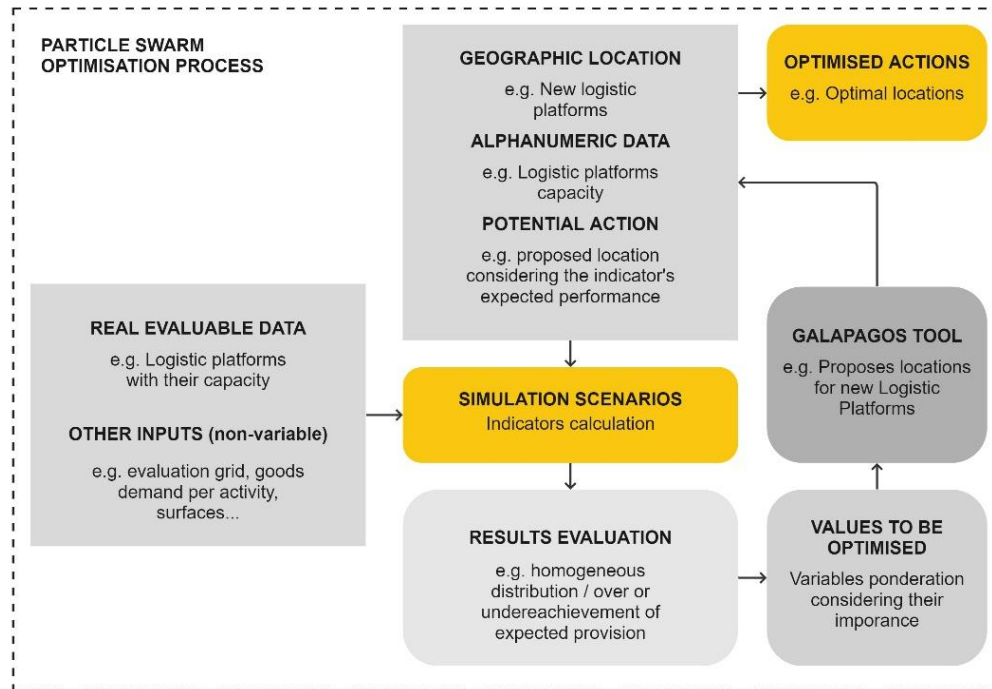 PARTICLE SWARM
OPTIMISATION PROCESS
GEOGRAPHIC LOCATION
e.g. New logistic
platforms
ALPHANUMERIC DATA
e.g. Logistic platforms
capacity
POTENTIAL ACTION
e.g. proposed location
considering the indicator's
expected performance
OPTIMISED ACTIONS
e.g. Optimal locations
REAL EVALUABLE DATA
e.g. Logistic platforms
with their capacity
OTHER INPUTS (non-variable)
e.g. evaluation grid, goods
demand per activity,
surfaces...
SIMULATION SCENARIOS
Indicators calculation
GALAPAGOS TOOL
e.g. Proposes locations
for new Logistic
Platforms
RESULTS EVALUATION
e.g. homogeneous
distribution / over or
undereachievement of
expected provision
VALUES TO BE
OPTIMISED
Variables ponderation
considering their
imporance